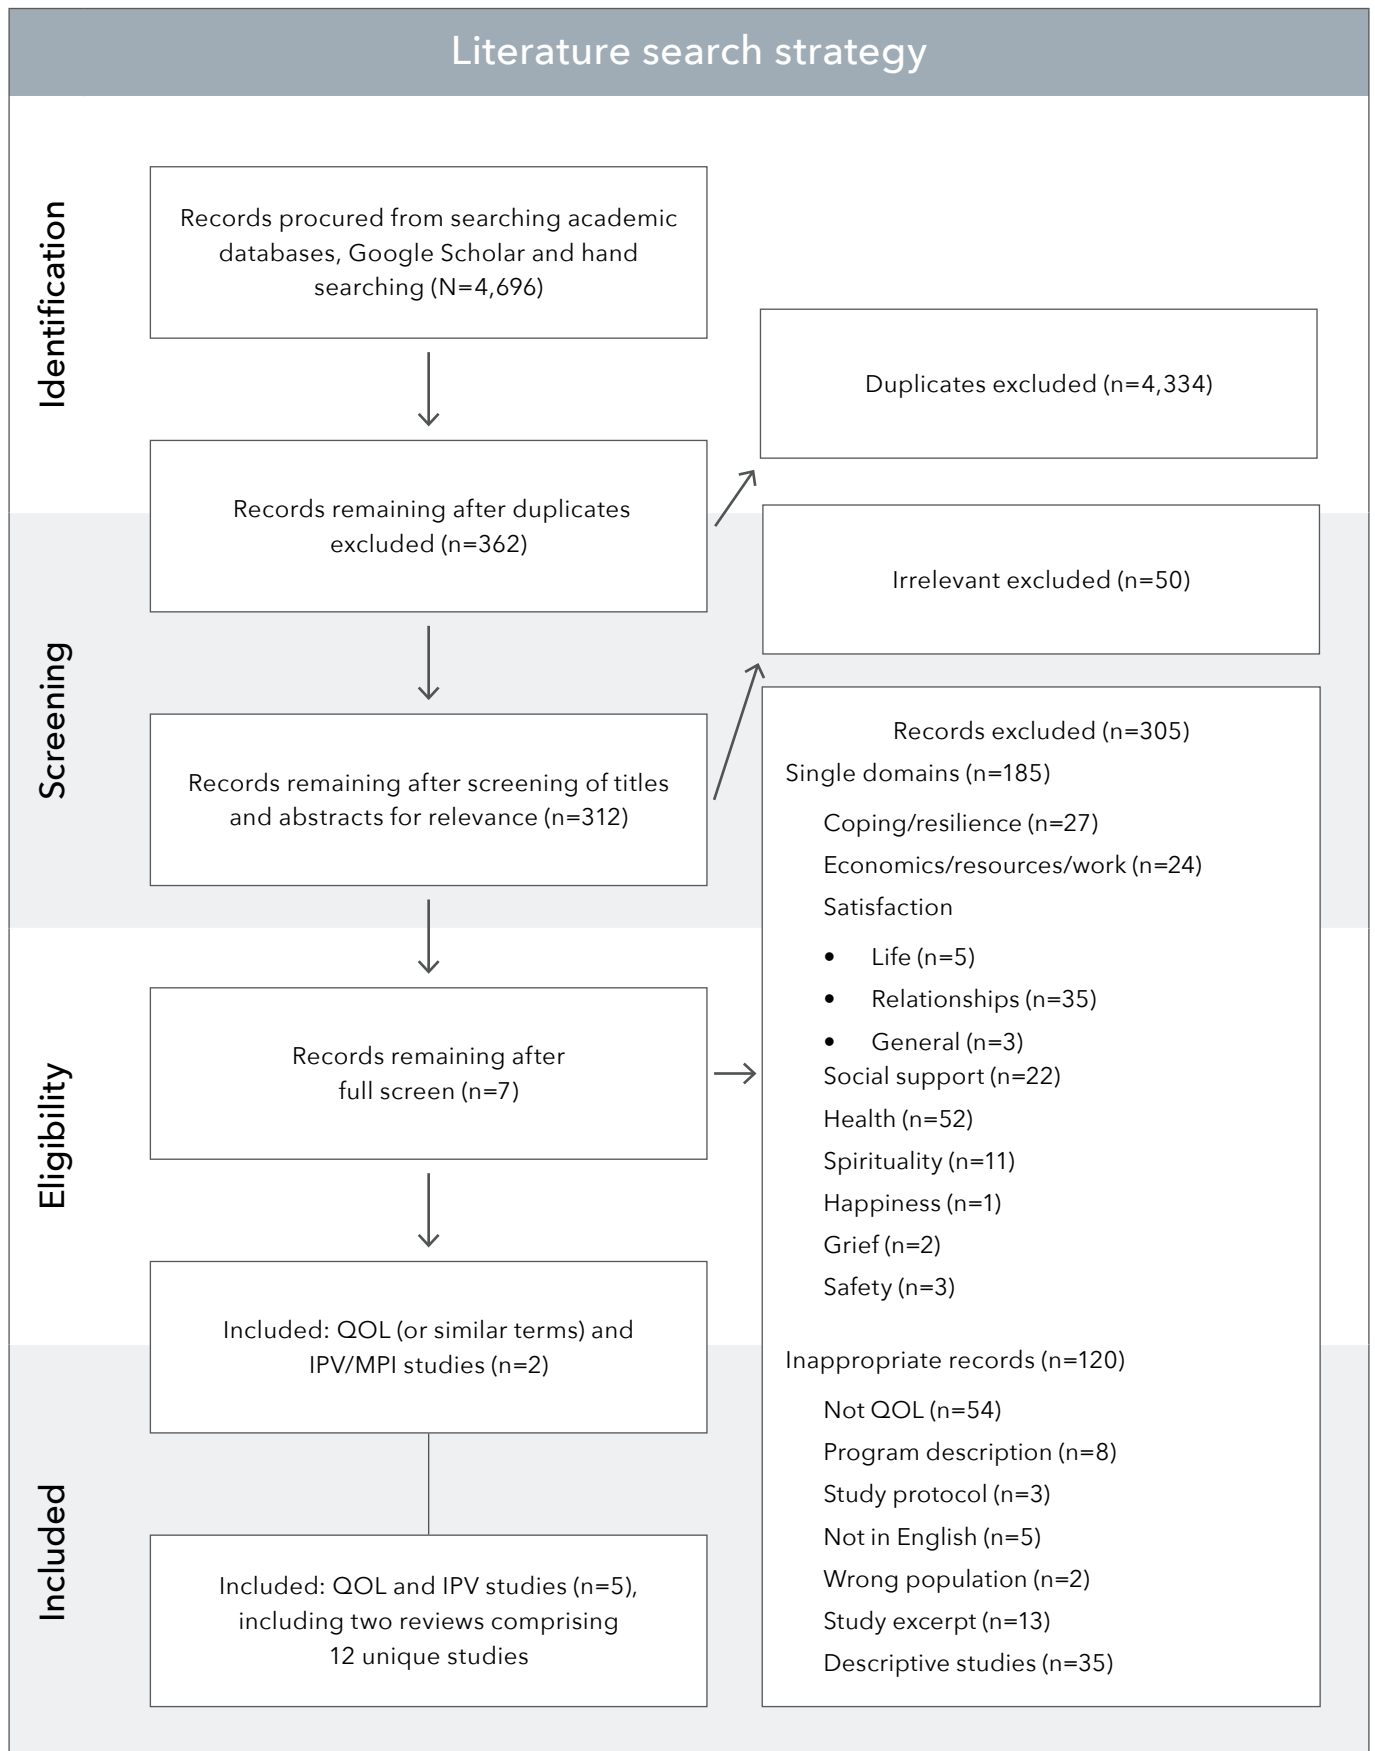 Literature search strategy
Identification
Records procured from searching academic
databases, Google Scholar and hand
searching (N=4,696)
Duplicates excluded (n=4,334)
Records remaining after duplicates
excluded (n=362)
Screening
Irrelevant excluded (n=50)
Records remaining after screening of titles
and abstracts for relevance (n=312)
Records excluded (n=305)
Single domains (n=185)
Coping/resilience (n=27)
Economics/resources/work (n=24)
Satisfaction
• Life (n=5)
• Relationships (n=35)
• General (n=3)
Social support (n=22)
Health (n=52)
Spirituality (n=11)
Happiness (n=1)
Grief (n=2)
Safety (n=3)
Inappropriate records (n=120)
Not QOL (n=54)
Program description (n=8)
Study protocol (n=3)
Not in English (n=5)
Wrong population (n=2)
Study excerpt (n=13)
Descriptive studies (n=35)
Eligibility
Records remaining after
full screen (n=7)
Included: QOL (or similar terms) and
IPV/MPI studies (n=2)
Included
Included: QOL and IPV studies (n=5),
including two reviews comprising
12 unique studies